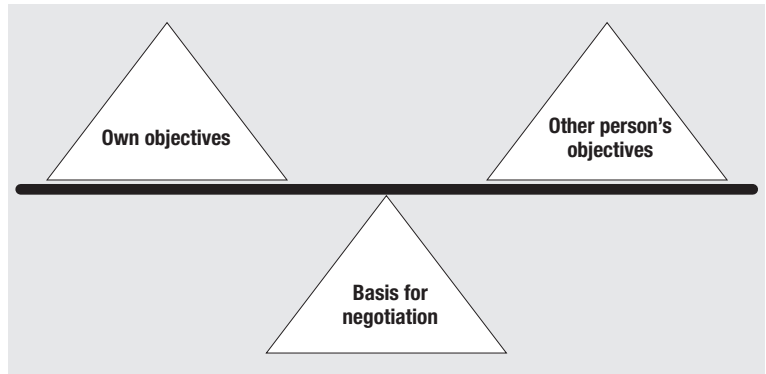 Own objectives
Other person's
objectives
Basis for
negotiation